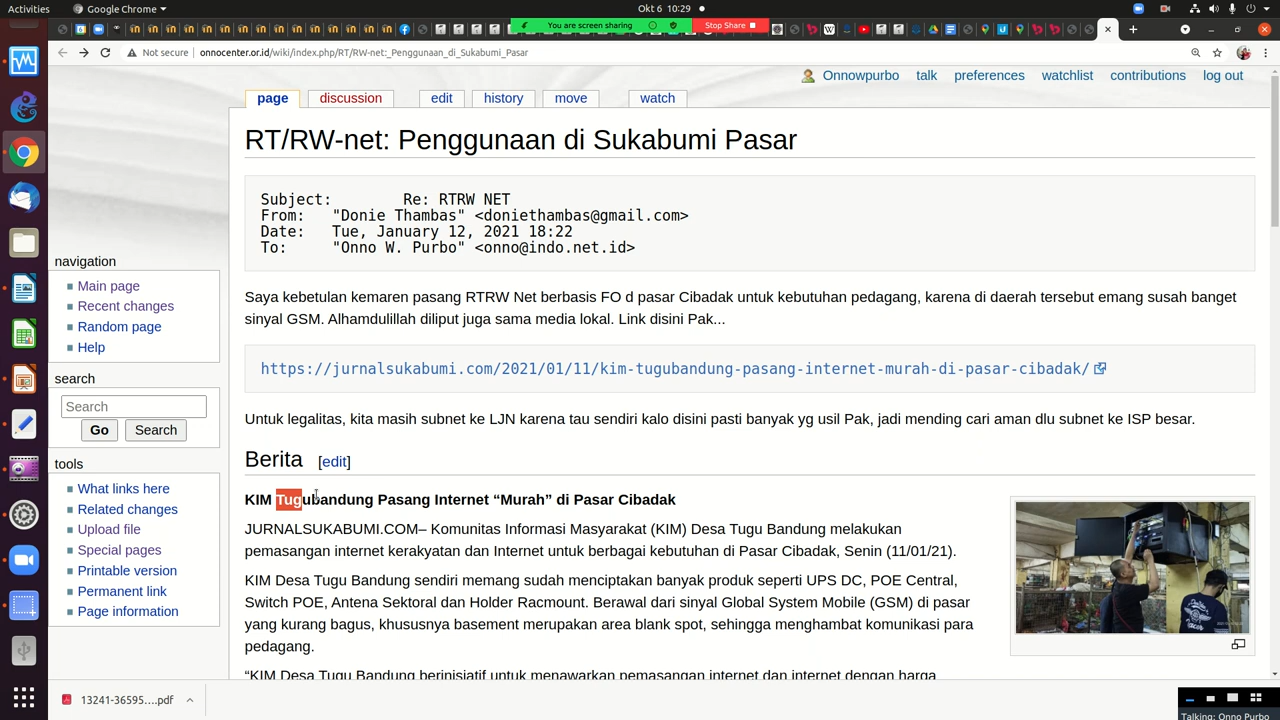 Activities
Google Chrome
Okt 6 10:29
You are screen sharing
Stop Share
Not secure
onnocenter.or.id/wiki/index.php/RT/RW-net:_Penggunaan_di_Sukabumi_Pasar
Onnowpurbo talk preferences watchlist contributions log out
page discussion edit history move watch
RT/RW-net: Penggunaan di Sukabumi Pasar
Subject: Re: RTRW NET
From: "Donie Thambas" <doniethambas@gmail.com>
Date: Tue, January 12, 2021 18:22
To: "Onno W. Purbo" <onno@indo.net.id>
navigation
Main page
Recent changes
Random page
Help
search
Search
Go Search
tools
What links here
Related changes
Upload file
Special pages
Printable version
Permanent link
Page information
Saya kebetulan kemaren pasang RTRW Net berbasis FO d pasar Cibadak untuk kebutuhan pedagang, karena di daerah tersebut emang susah banget
sinyal GSM. Alhamdulillah diliput juga sama media lokal. Link disini Pak...
https://jurnalsukabumi.com/2021/01/11/kim-tugubandung-pasang-internet-murah-di-pasar-cibadak/
Untuk legalitas, kita masih subnet ke LJN karena tau sendiri kalo disini pasti banyak yg usil Pak, jadi mending cari aman dlu subnet ke ISP besar.
Berita [edit]
KIM Tugubandung Pasang Internet “Murah” di Pasar Cibadak
JURNALSUKABUMI.COM– Komunitas Informasi Masyarakat (KIM) Desa Tugu Bandung melakukan
pemasangan internet kerakyatan dan Internet untuk berbagai kebutuhan di Pasar Cibadak, Senin (11/01/21).
KIM Desa Tugu Bandung sendiri memang sudah menciptakan banyak produk seperti UPS DC, POE Central,
Switch POE, Antena Sektoral dan Holder Racmount. Berawal dari sinyal Global System Mobile (GSM) di pasar
yang kurang bagus, khususnya basement merupakan area blank spot, sehingga menghambat komunikasi para
pedagang.
“KIM Desa Tugu Bandung berinisiatif untuk menawarkan pemasangan internet dan internet dengan harga
13241-36595....pdf
Talking: Onno Purbo